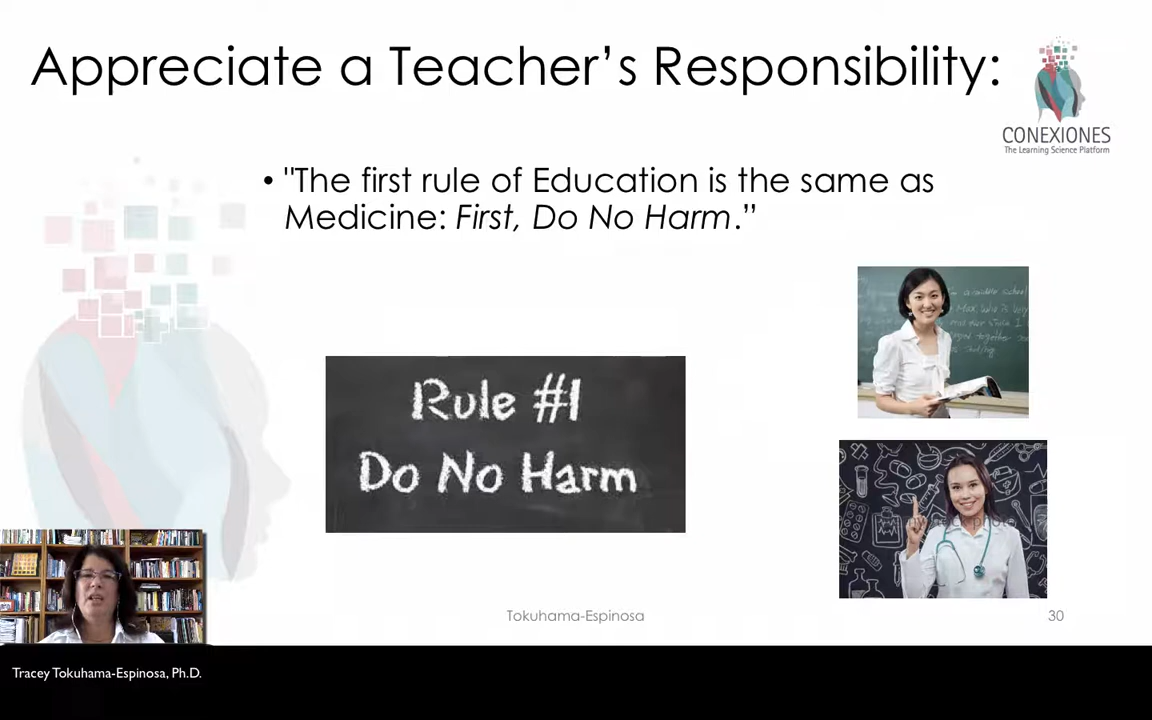 Appreciate a Teacher’s Responsibility:
CONEXIONES
The Learning Science Platform
• "The first rule of Education is the same as
Medicine: First, Do No Harm.”
Rule #1
Do No Harm
Tokuhama-Espinosa
30
Tracey Tokuhama-Espinosa, Ph.D.